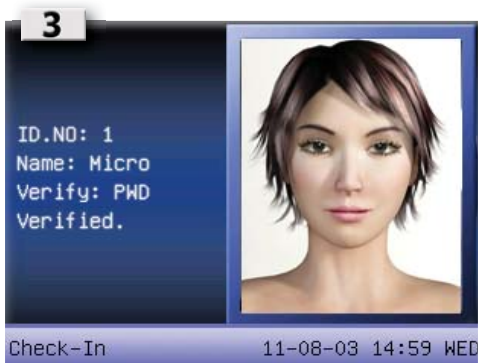 3
ID.NO: 1
Name: Micro
Verify: PWD
Verified.
Check-In 11-08-03 14:59 WED